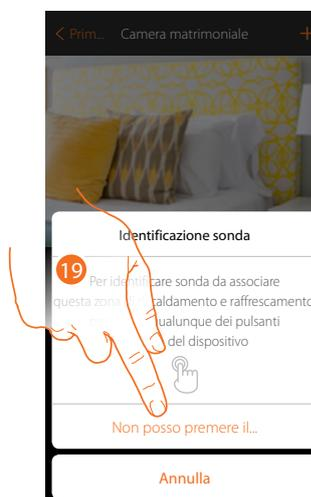 < Prim... Camera matrimoniale +
Identificazione sonda
19
Per identificare sonda da associare
questa zona caldamento e raffrescamento
qualunque dei pulsanti
del dispositivo
Non posso premere il...
Annulla